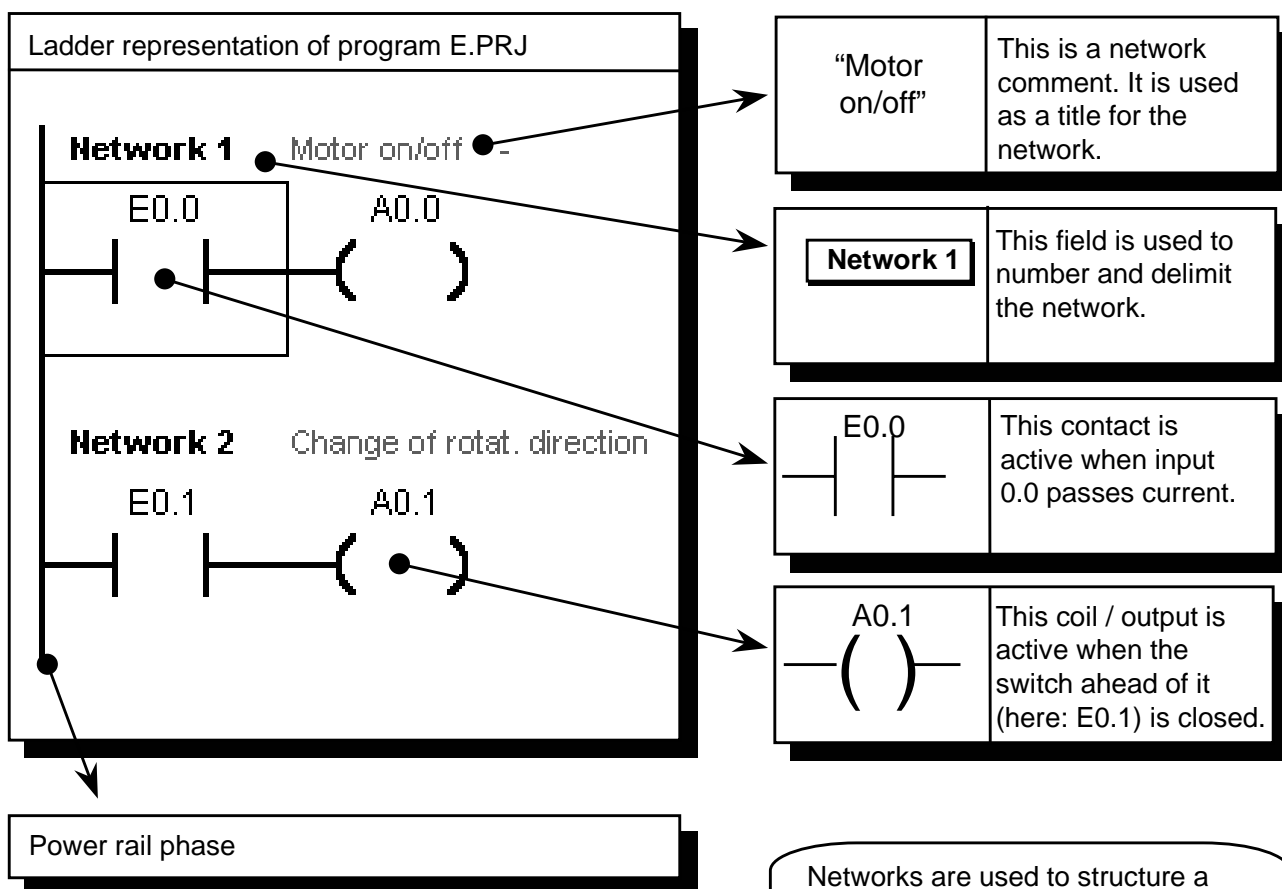 Ladder representation of program E.PRJ
Network 1 Motor on/off -
E0.0 A0.0
Network 2 Change of rotat. direction
E0.1 A0.1
Power rail phase
“Motor
on/off”
This is a network
comment. It is used
as a title for the
network.
Network 1
This field is used to
number and delimit
the network.
E0.0
This contact is
active when input
0.0 passes current.
A0.1
This coil / output is
active when the
switch ahead of it
(here: E0.1) is closed.
Networks are used to structure a